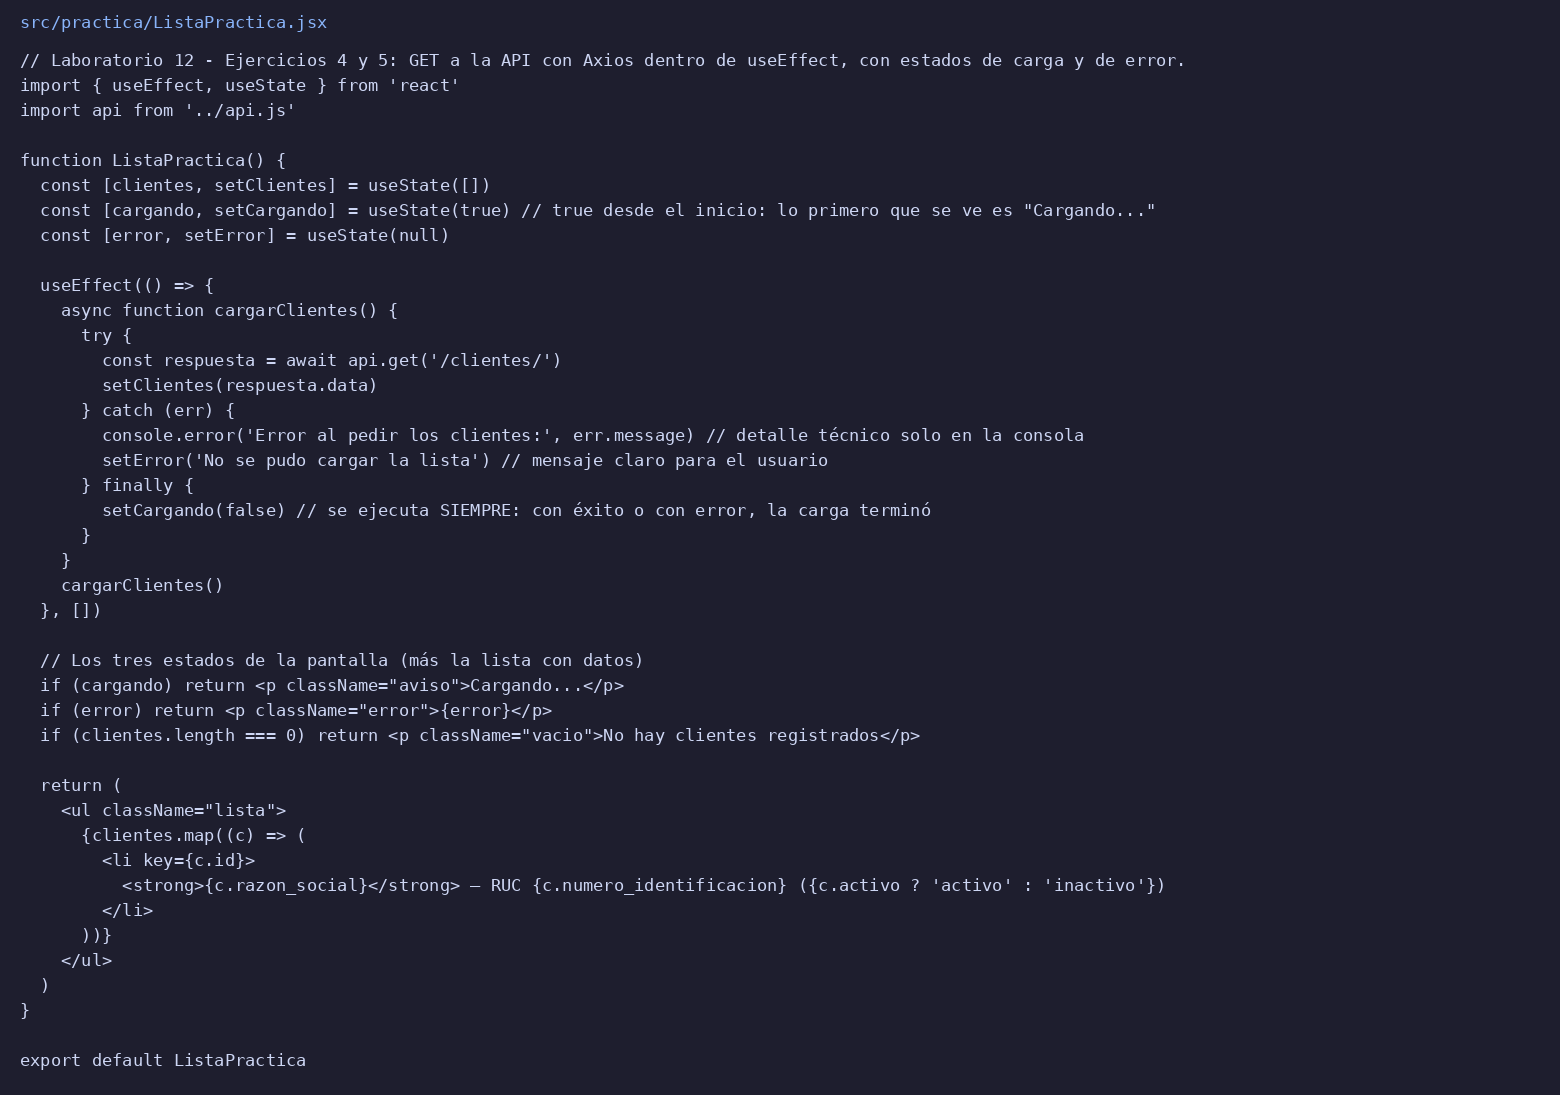 src/practica/ListaPractica.jsx
// Laboratorio 12 - Ejercicios 4 y 5: GET a la API con Axios dentro de useEffect, con estados de carga y de error.
import { useEffect, useState } from 'react'
import api from '../api.js'

function ListaPractica() {
  const [clientes, setClientes] = useState([])
  const [cargando, setCargando] = useState(true) // true desde el inicio: lo primero que se ve es "Cargando..."
  const [error, setError] = useState(null)

  useEffect(() => {
    async function cargarClientes() {
      try {
        const respuesta = await api.get('/clientes/')
        setClientes(respuesta.data)
      } catch (err) {
        console.error('Error al pedir los clientes:', err.message) // detalle técnico solo en la consola
        setError('No se pudo cargar la lista') // mensaje claro para el usuario
      } finally {
        setCargando(false) // se ejecuta SIEMPRE: con éxito o con error, la carga terminó
      }
    }
    cargarClientes()
  }, [])

  // Los tres estados de la pantalla (más la lista con datos)
  if (cargando) return <p className="aviso">Cargando...</p>
  if (error) return <p className="error">{error}</p>
  if (clientes.length === 0) return <p className="vacio">No hay clientes registrados</p>

  return (
    <ul className="lista">
      {clientes.map((c) => (
        <li key={c.id}>
          <strong>{c.razon_social}</strong> — RUC {c.numero_identificacion} ({c.activo ? 'activo' : 'inactivo'})
        </li>
      ))}
    </ul>
  )
}

export default ListaPractica